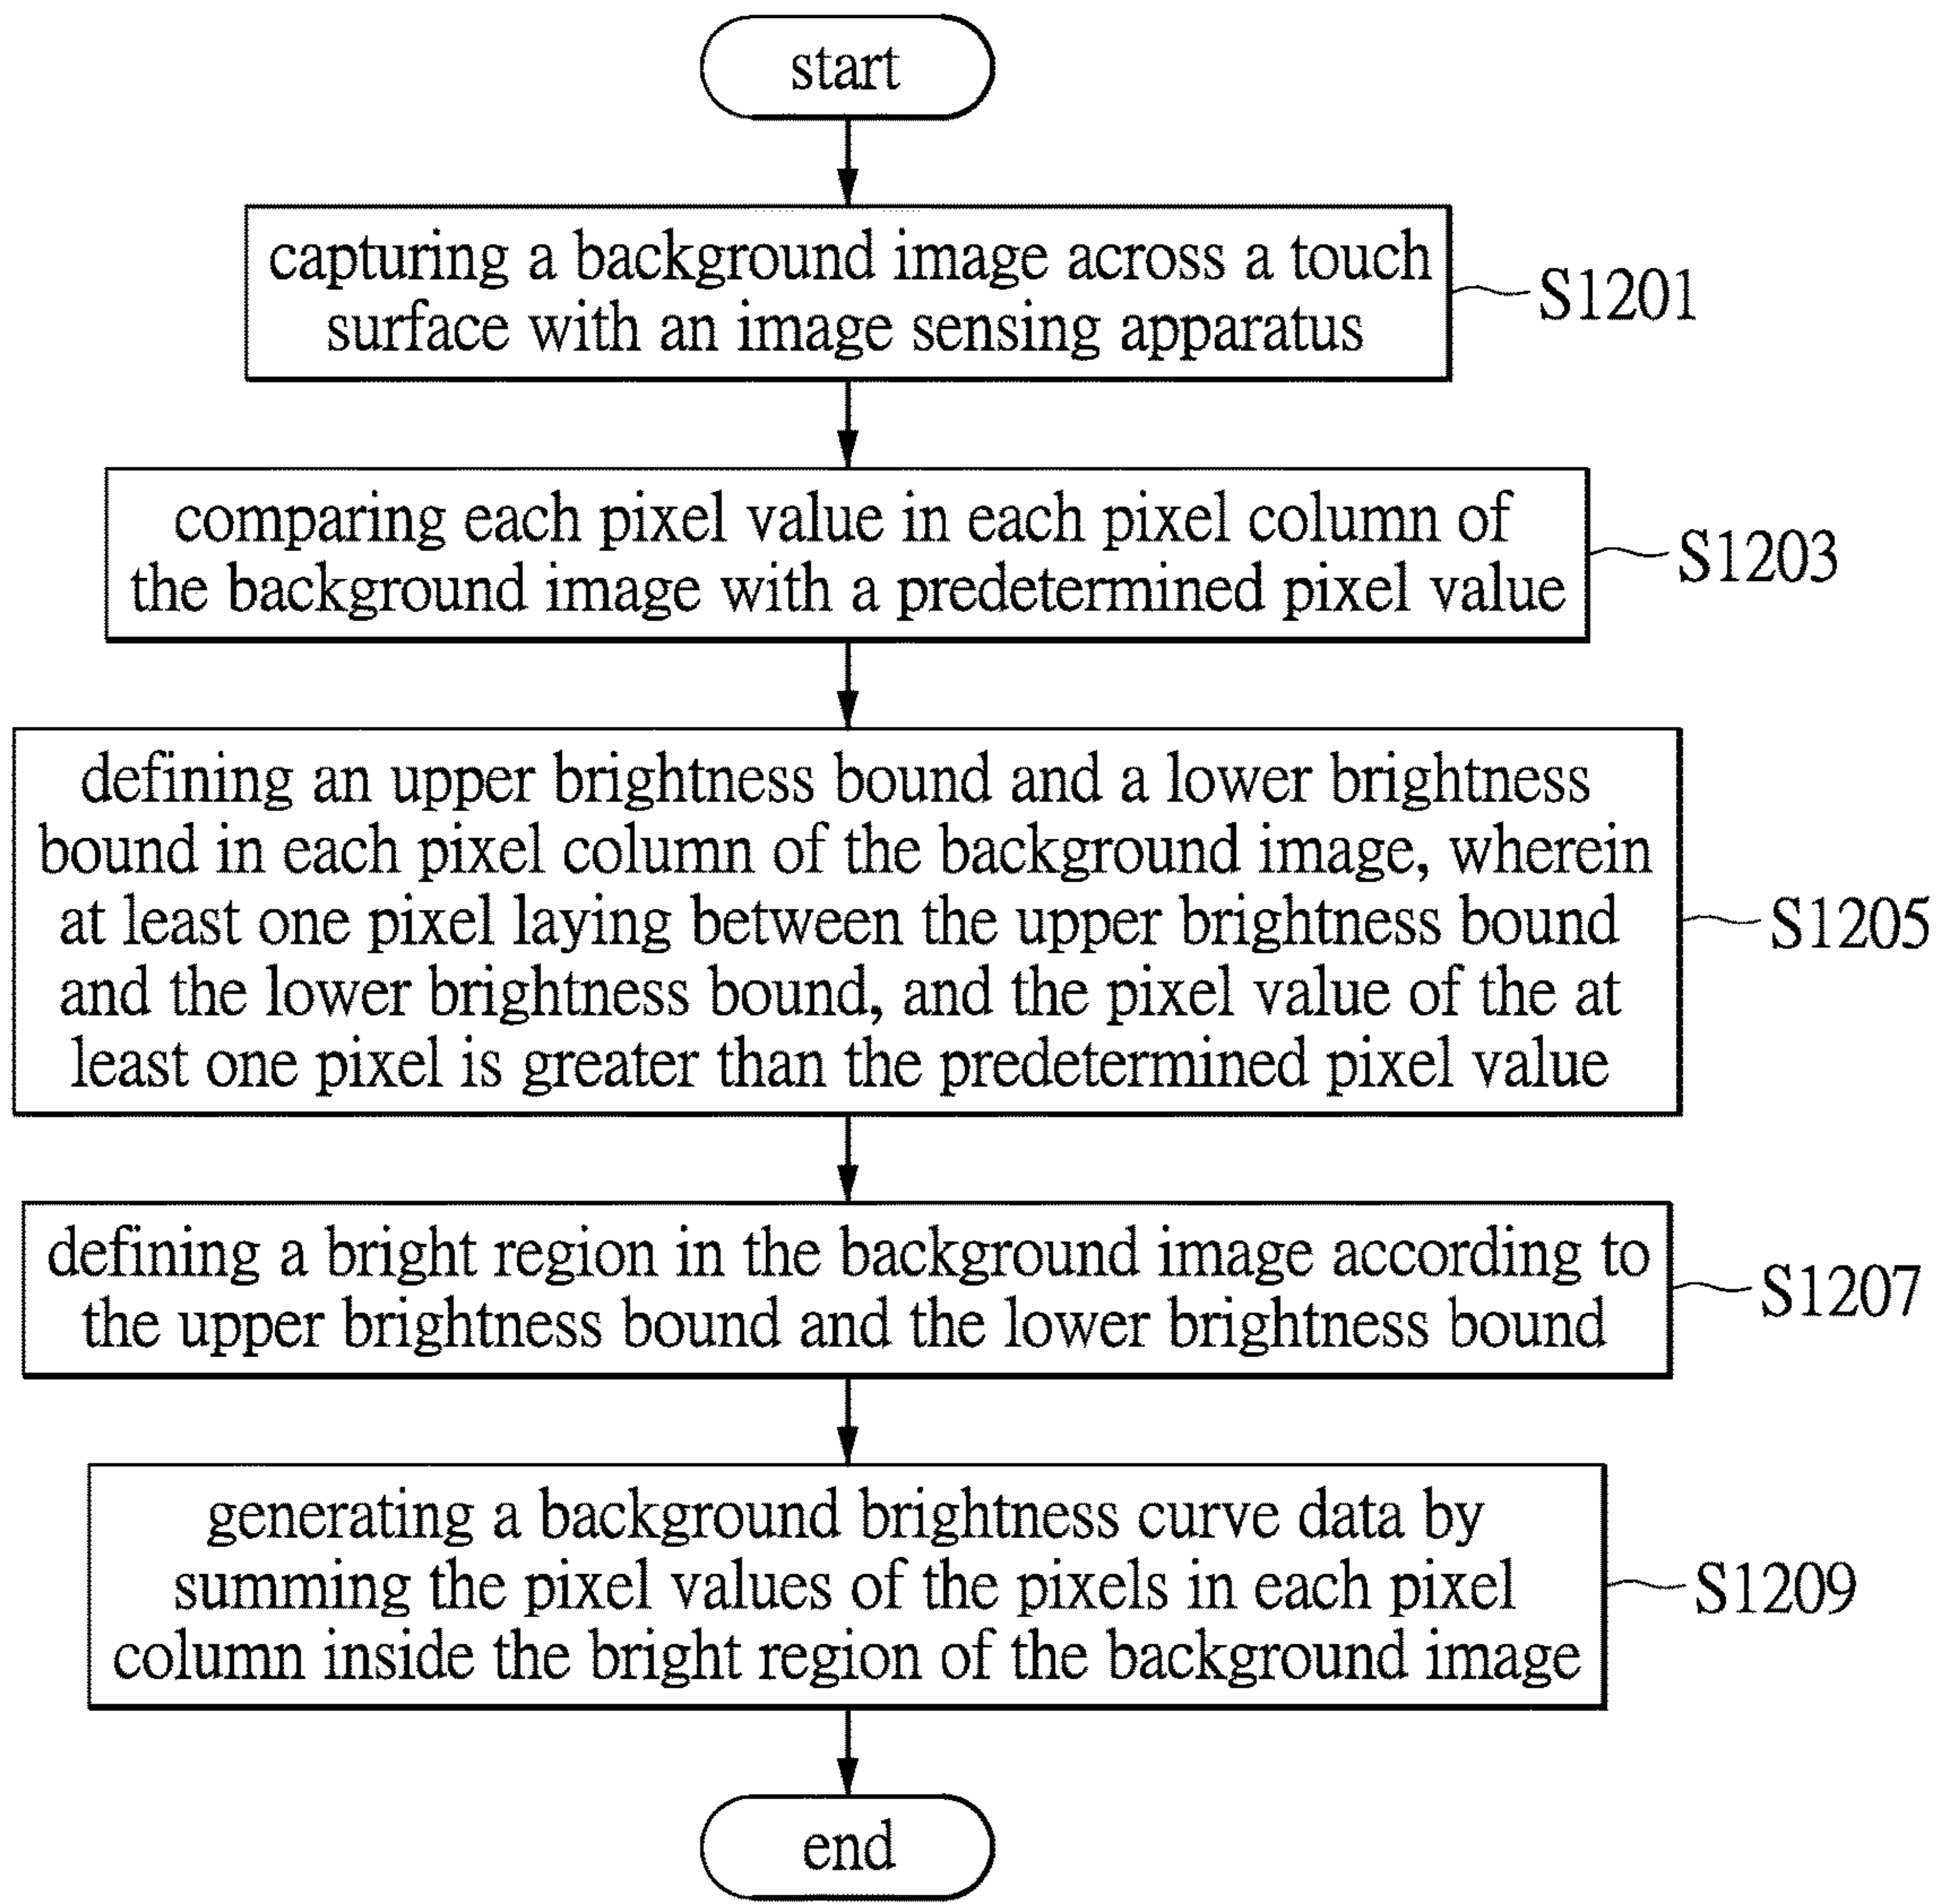 start
capturing a background image across a touch
surface with an image sensing apparatus
S1201
comparing each pixel value in each pixel column of
the background image with a predetermined pixel value
S1203
defining an upper brightness bound and a lower brightness
bound in each pixel column of the background image, wherein
at least one pixel laying between the upper brightness bound
and the lower brightness bound, and the pixel value of the at
least one pixel is greater than the predetermined pixel value
S1205
defining a bright region in the background image according to
the upper brightness bound and the lower brightness bound
S1207
generating a background brightness curve data by
summing the pixel values of the pixels in each pixel
column inside the bright region of the background image
S1209
end